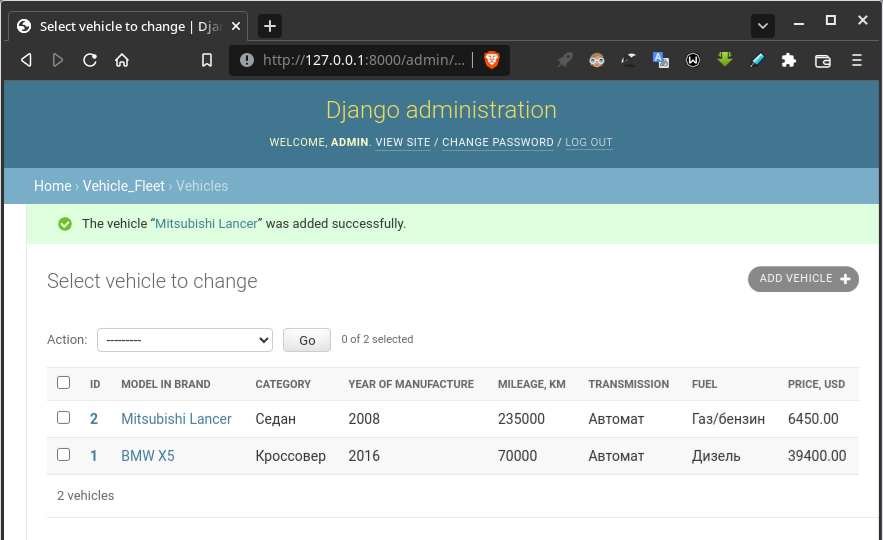 Select vehicle to change | Dja
http://127.0.0.1:8000/admin/...
Django administration
WELCOME, ADMIN. VIEW SITE / CHANGE PASSWORD / LOG OUT
Home › Vehicle_Fleet › Vehicles
The vehicle “Mitsubishi Lancer” was added successfully.
Select vehicle to change
ADD VEHICLE
Action: --------- Go 0 of 2 selected
ID MODEL IN BRAND CATEGORY YEAR OF MANUFACTURE MILEAGE, KM TRANSMISSION FUEL PRICE, USD
2 Mitsubishi Lancer Седан 2008 235000 Автомат Газ/бензин 6450.00
1 BMW X5 Кроссовер 2016 70000 Автомат Дизель 39400.00
2 vehicles